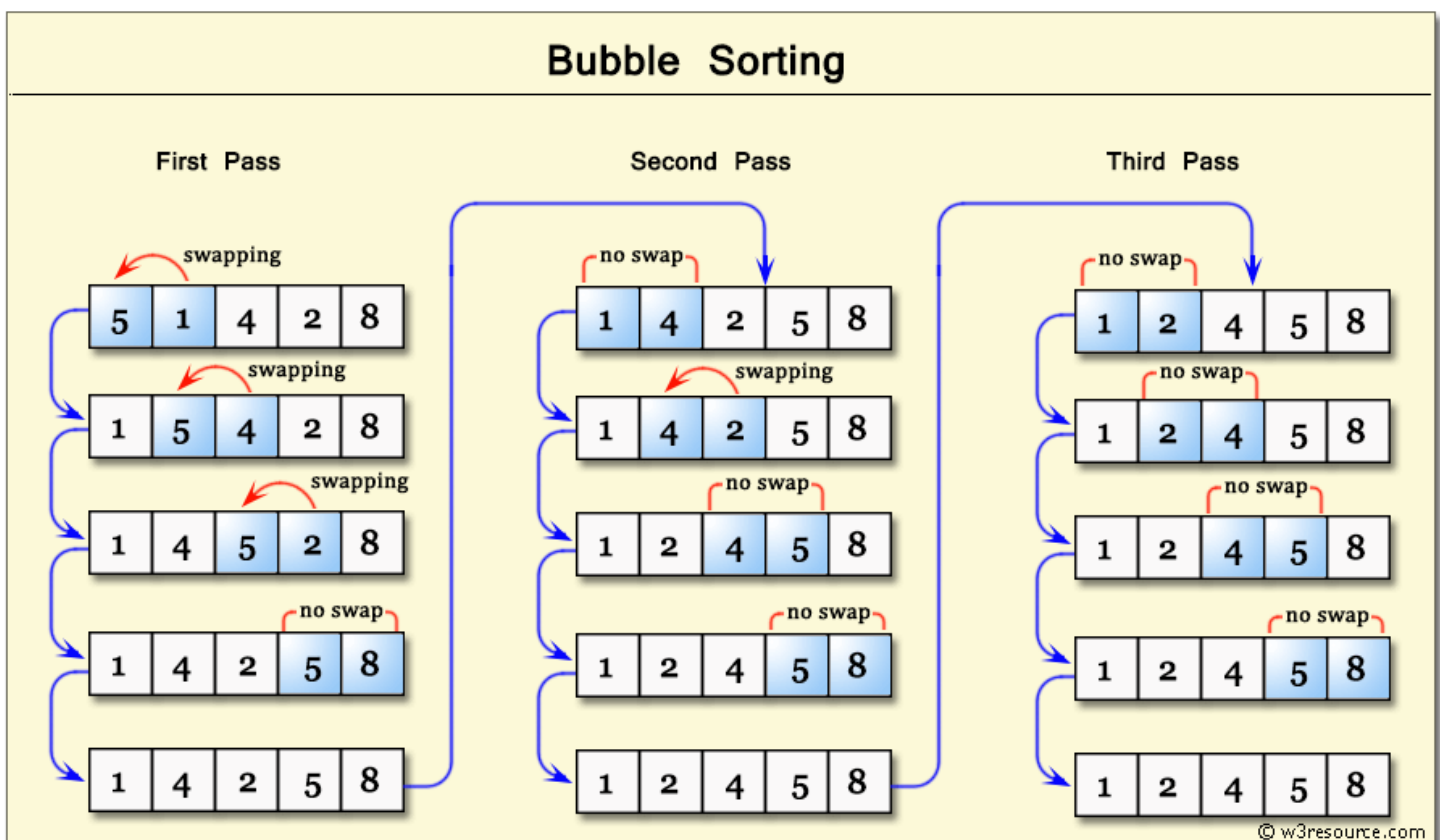 Bubble Sorting
First Pass
swapping
5 1 4 2 8
swapping
1 5 4 2 8
swapping
1 4 5 2 8
no swap
1 4 2 5 8
1 4 2 5 8
Second Pass
no swap
1 4 2 5 8
swapping
1 4 2 5 8
no swap
1 2 4 5 8
no swap
1 2 4 5 8
1 2 4 5 8
Third Pass
no swap
1 2 4 5 8
no swap
1 2 4 5 8
no swap
1 2 4 5 8
no swap
1 2 4 5 8
1 2 4 5 8
© w3resource.com